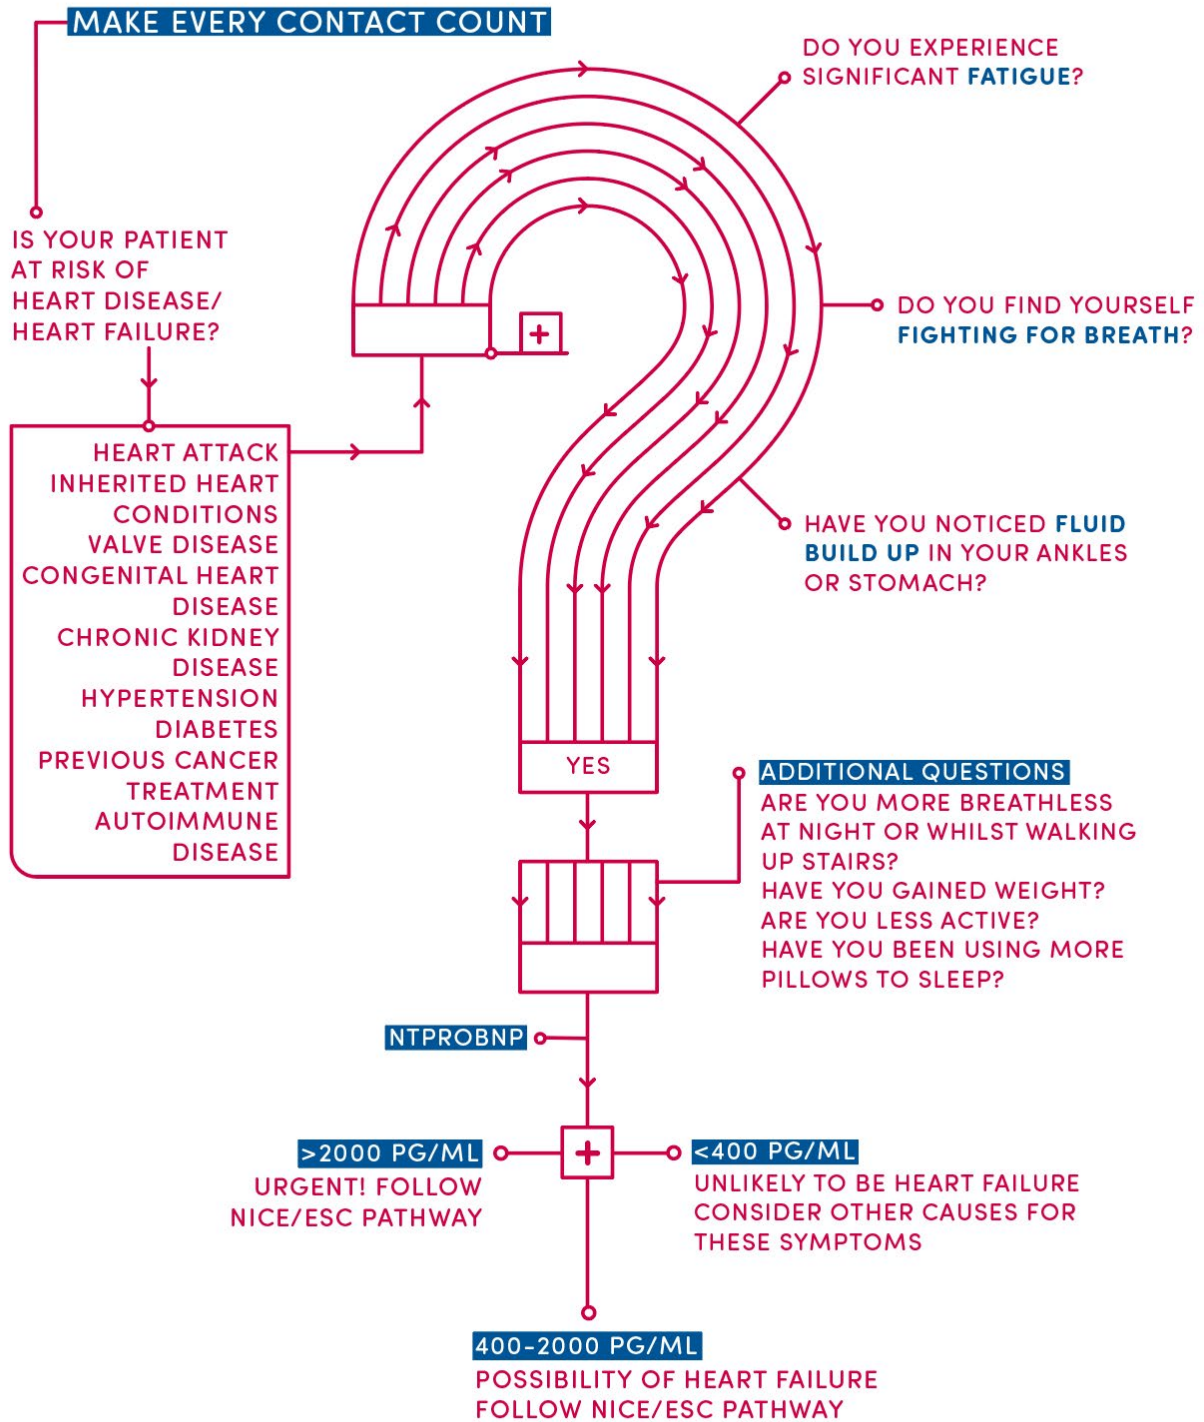 MAKE EVERY CONTACT COUNT
IS YOUR PATIENT
AT RISK OF
HEART DISEASE/
HEART FAILURE?
HEART ATTACK
INHERITED HEART
CONDITIONS
VALVE DISEASE
CONGENITAL HEART
DISEASE
CHRONIC KIDNEY
DISEASE
HYPERTENSION
DIABETES
PREVIOUS CANCER
TREATMENT
AUTOIMMUNE
DISEASE
DO YOU EXPERIENCE
SIGNIFICANT FATIGUE?
DO YOU FIND YOURSELF
FIGHTING FOR BREATH?
HAVE YOU NOTICED FLUID
BUILD UP IN YOUR ANKLES
OR STOMACH?
YES
ADDITIONAL QUESTIONS
ARE YOU MORE BREATHLESS
AT NIGHT OR WHILST WALKING
UP STAIRS?
HAVE YOU GAINED WEIGHT?
ARE YOU LESS ACTIVE?
HAVE YOU BEEN USING MORE
PILLOWS TO SLEEP?
NTPROBNP
>2000 PG/ML
URGENT! FOLLOW
NICE/ESC PATHWAY
<400 PG/ML
UNLIKELY TO BE HEART FAILURE
CONSIDER OTHER CAUSES FOR
THESE SYMPTOMS
400-2000 PG/ML
POSSIBILITY OF HEART FAILURE
FOLLOW NICE/ESC PATHWAY